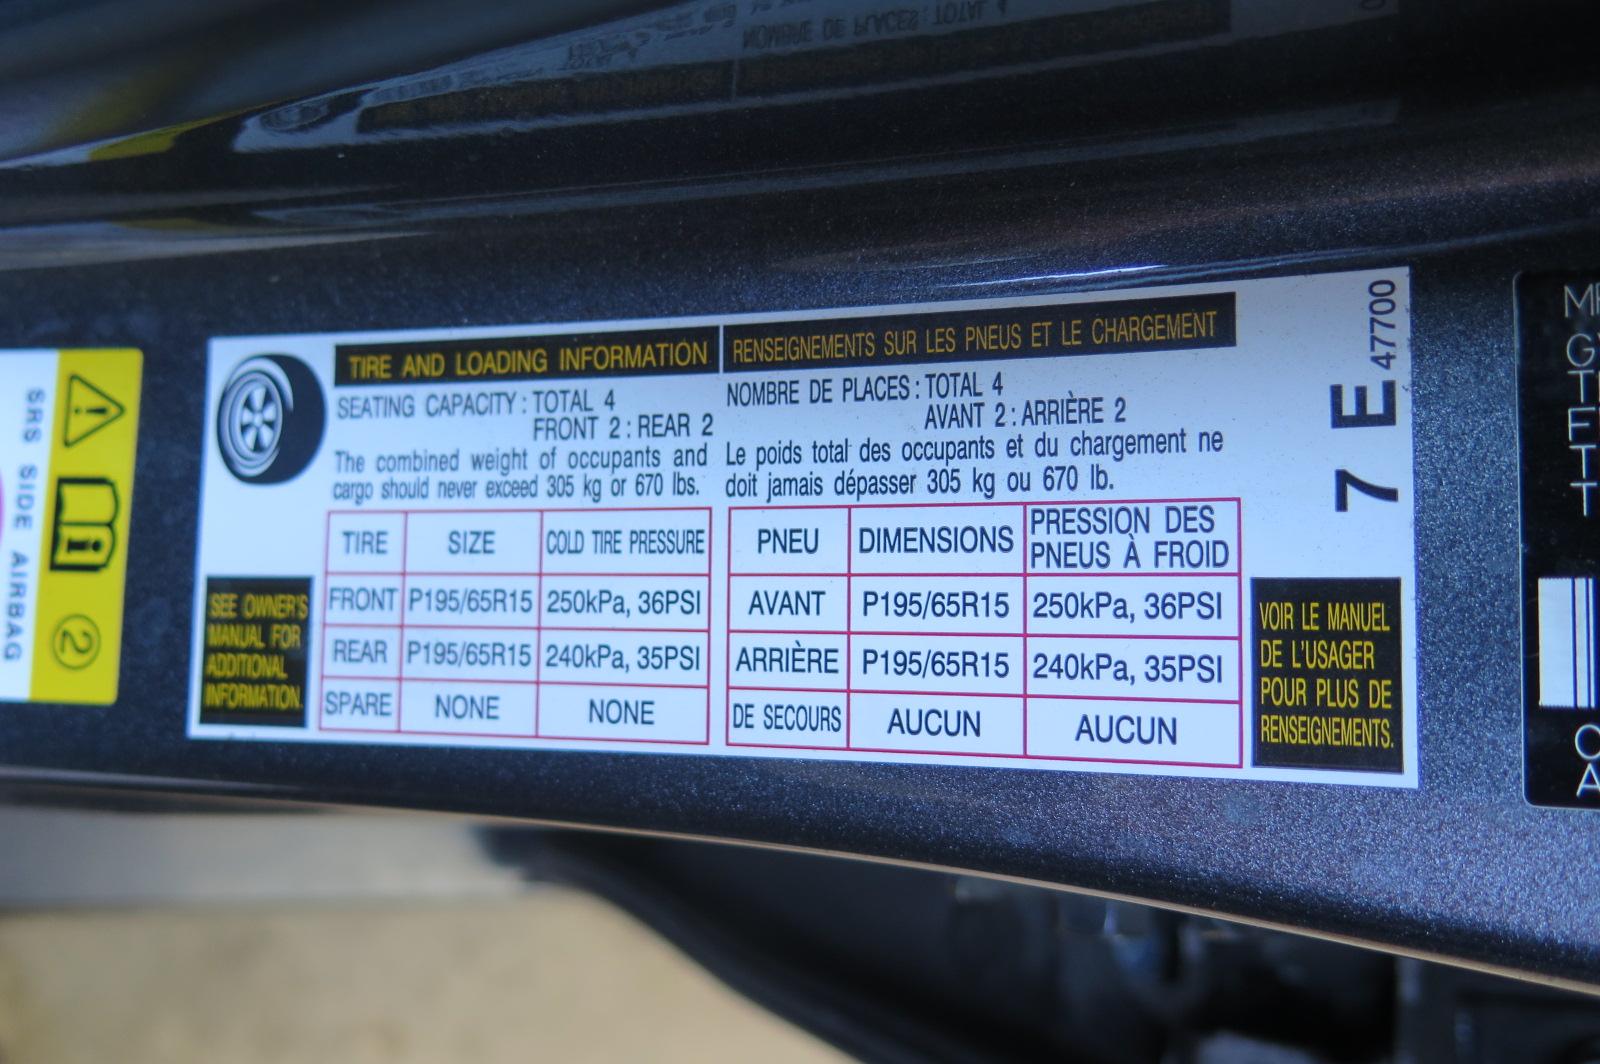 SRS SIDE AIRBAG
2
TIRE AND LOADING INFORMATION
SEATING CAPACITY : TOTAL 4
FRONT 2 : REAR 2
The combined weight of occupants and
cargo should never exceed 305 kg or 670 lbs.
TIRE SIZE COLD TIRE PRESSURE
FRONT P195/65R15 250kPa, 36PSI
REAR P195/65R15 240kPa, 35PSI
SPARE NONE NONE
SEE OWNER'S
MANUAL FOR
ADDITIONAL
INFORMATION.
RENSEIGNEMENTS SUR LES PNEUS ET LE CHARGEMENT
NOMBRE DE PLACES : TOTAL 4
AVANT 2 : ARRIÈRE 2
Le poids total des occupants et du chargement ne
doit jamais dépasser 305 kg ou 670 lb.
PNEU DIMENSIONS PRESSION DES
PNEUS À FROID
AVANT P195/65R15 250kPa, 36PSI
ARRIÈRE P195/65R15 240kPa, 35PSI
DE SECOURS AUCUN AUCUN
VOIR LE MANUEL
DE L'USAGER
POUR PLUS DE
RENSEIGNEMENTS.
7 E 47700